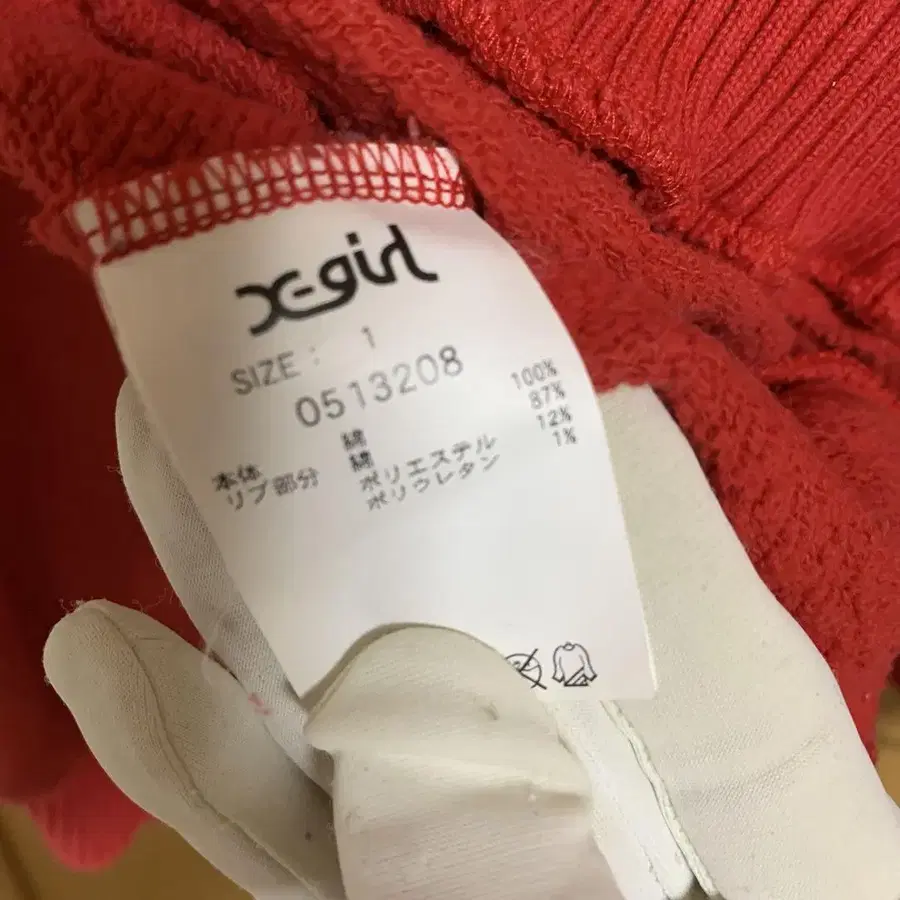 X-girl
SIZE: 1
0513208
本体 綿 100%
リブ部分 綿 87%
ポリエステル 12%
ポリウレタン 1%